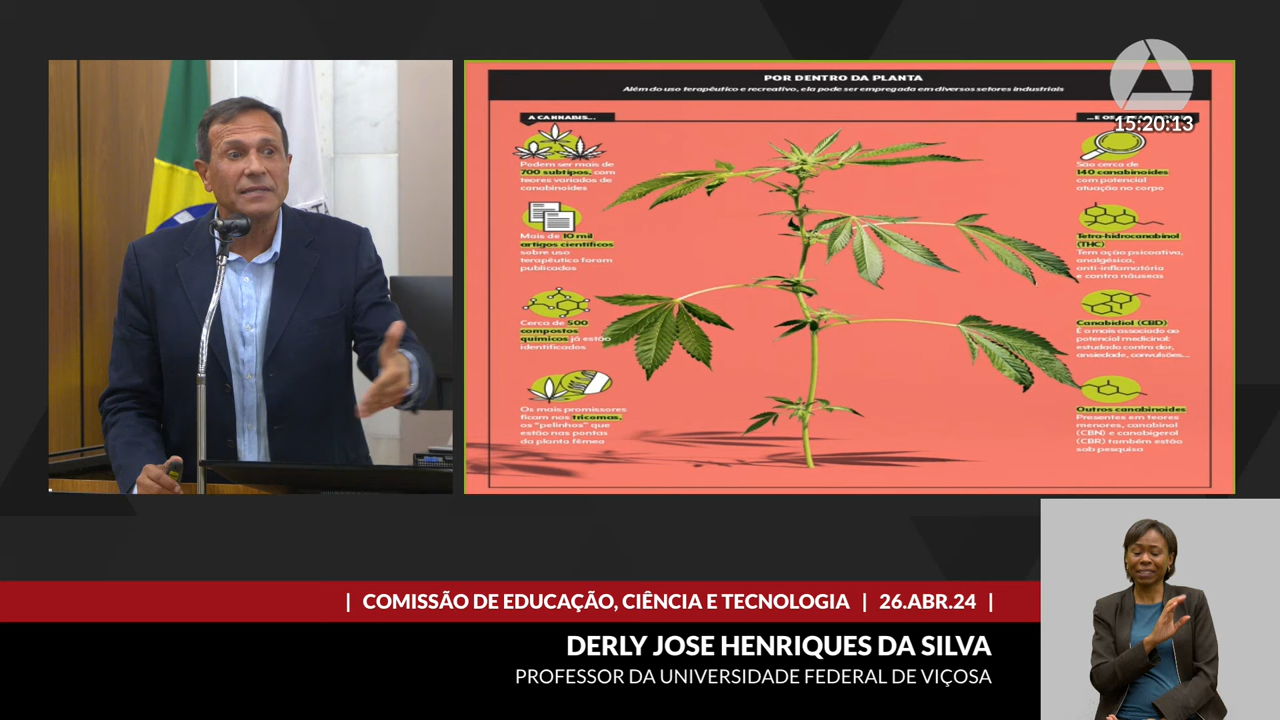 POR DENTRO DA PLANTA
Além do uso terapêutico e recreativo, ela pode ser empregada em diversos setores industriais
A CANNABIS...
Podem ser mais de
700 subtipos, com
teores variados de
canabinoides
Mais de 10 mil
artigos científicos
sobre uso
terapêutico foram
publicados
Cerca de 500
compostos
químicos já estão
identificados
Os mais promissores
ficam nos tricomas,
os "pelinhos" que
estão nas pontas
da planta fêmea
...E OS
15:20:13
São cerca de
140 canabinoides
com potencial
atuação no corpo
Tetra-hidrocanabinol
(THC)
Tem ação psicoativa,
analgésica,
anti-inflamatória
e contra náuseas
Canabidiol (CBD)
É o mais associado ao
potencial medicinal:
estudado contra dor,
ansiedade, convulsões...
Outros canabinoides
Presentes em teores
menores, canabinol
(CBN) e canabigerol
(CBR) também estão
sob pesquisa
| COMISSÃO DE EDUCAÇÃO, CIÊNCIA E TECNOLOGIA | 26.ABR.24 |
DERLY JOSE HENRIQUES DA SILVA
PROFESSOR DA UNIVERSIDADE FEDERAL DE VIÇOSA